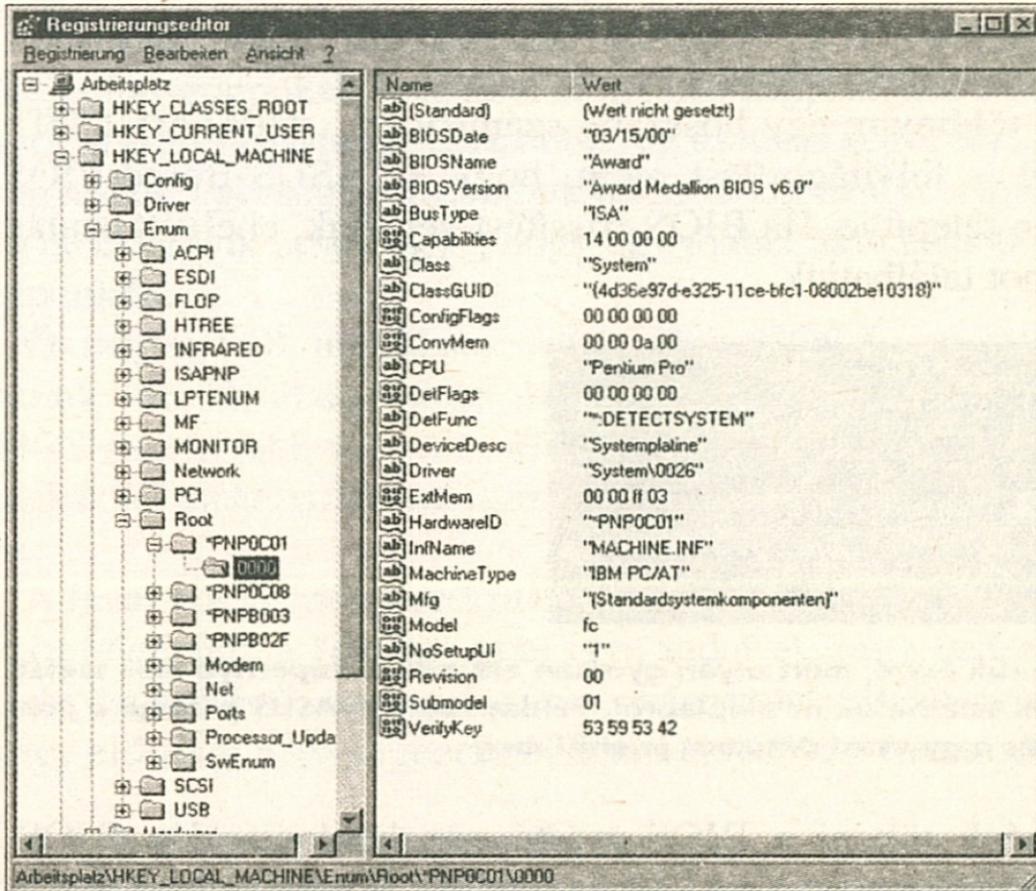 Registrierungseditor
Registrierung Bearbeiten Ansicht ?
Arbeitsplatz
HKEY_CLASSES_ROOT
HKEY_CURRENT_USER
HKEY_LOCAL_MACHINE
Config
Driver
Enum
ACPI
ESDI
FLOP
HTREE
INFRARED
ISAPNP
LPTENUM
MF
MONITOR
Network
PCI
Root
*PNP0C01
0000
*PNP0C08
*PNPB003
*PNPB02F
Modem
Net
Ports
Processor_Upda
SwEnum
SCSI
USB
Name Wert
(Standard) (Wert nicht gesetzt)
BIOSDate "03/15/00"
BIOSName "Award"
BIOSVersion "Award Medallion BIOS v6.0"
BusType "ISA"
Capabilities 14 00 00 00
Class "System"
ClassGUID "{4d36e97d-e325-11ce-bfc1-08002be10318}"
ConfigFlags 00 00 00 00
ConvMem 00 00 0a 00
CPU "Pentium Pro"
DetFlags 00 00 00 00
DetFunc "*:DETECTSYSTEM"
DeviceDesc "Systemplatine"
Driver "System\0026"
ExtMem 00 00 ff 03
HardwareID "*PNP0C01"
InfName "MACHINE.INF"
MachineType "IBM PC/AT"
Mfg "(Standardsystemkomponenten)"
Model fc
NoSetupUI "1"
Revision 00
Submodel 01
VerifyKey 53 59 53 42
Arbeitsplatz\HKEY_LOCAL_MACHINE\Enum\Root\*PNP0C01\0000